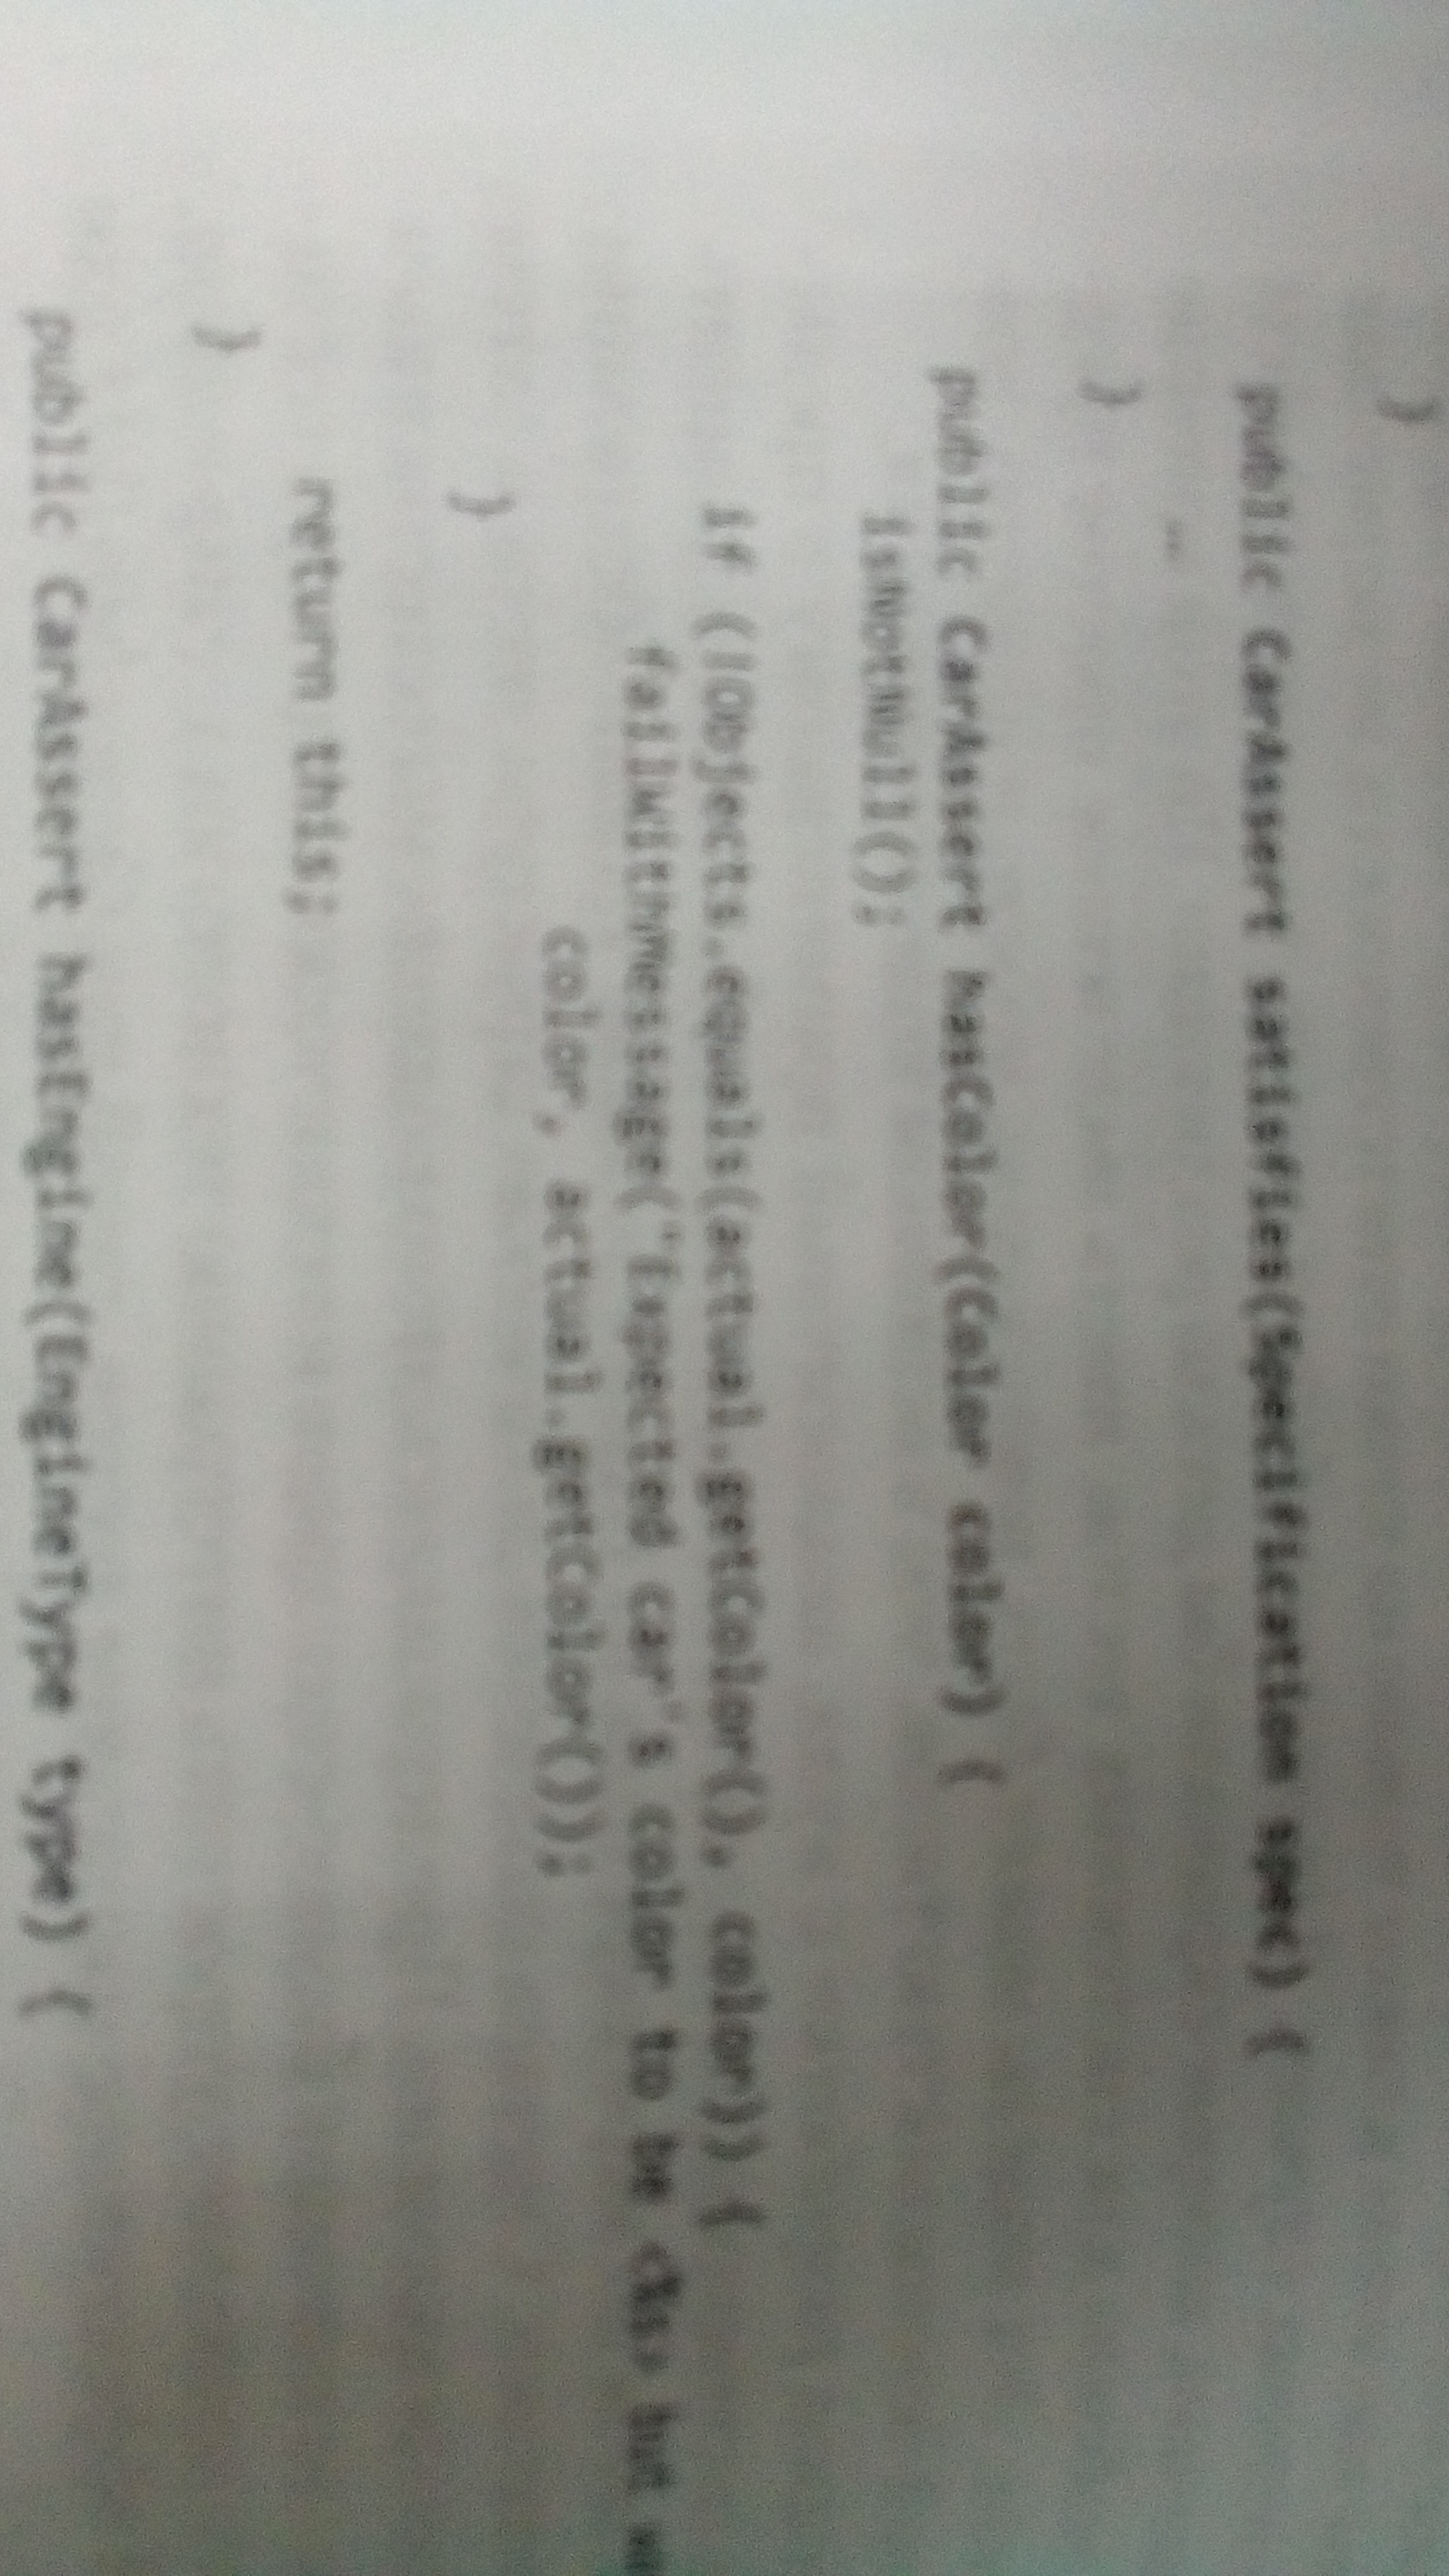 }
public CarAssert satisfies(Specification spec) {
…
}
public CarAssert hasColor(Color color) {
isNotNull();
if (!Objects.equals(actual.getColor(), color)) {
failWithMessage("Expected car's color to be <%s> but
color, actual.getColor());
}
return this;
}
public CarAssert hasEngine(EngineType type) {